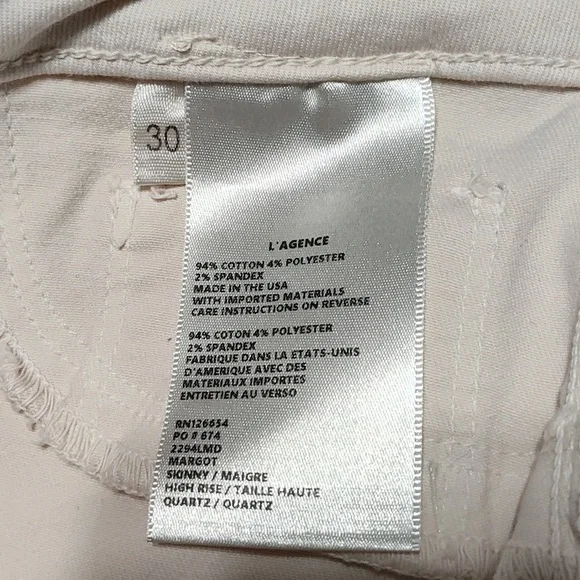 30
L'AGENCE
94% COTTON 4% POLYESTER
2% SPANDEX
MADE IN THE USA
WITH IMPORTED MATERIALS
CARE INSTRUCTIONS ON REVERSE
94% COTON 4% POLYESTER
2% SPANDEX
FABRIQUE DANS LA ETATS-UNIS
D'AMERIQUE AVEC DES
MATERIAUX IMPORTES
ENTRETIEN AU VERSO
RN126654
PO # 674
2294LMD
MARGOT
SKINNY / MAIGRE
HIGH RISE / TAILLE HAUTE
QUARTZ / QUARTZ